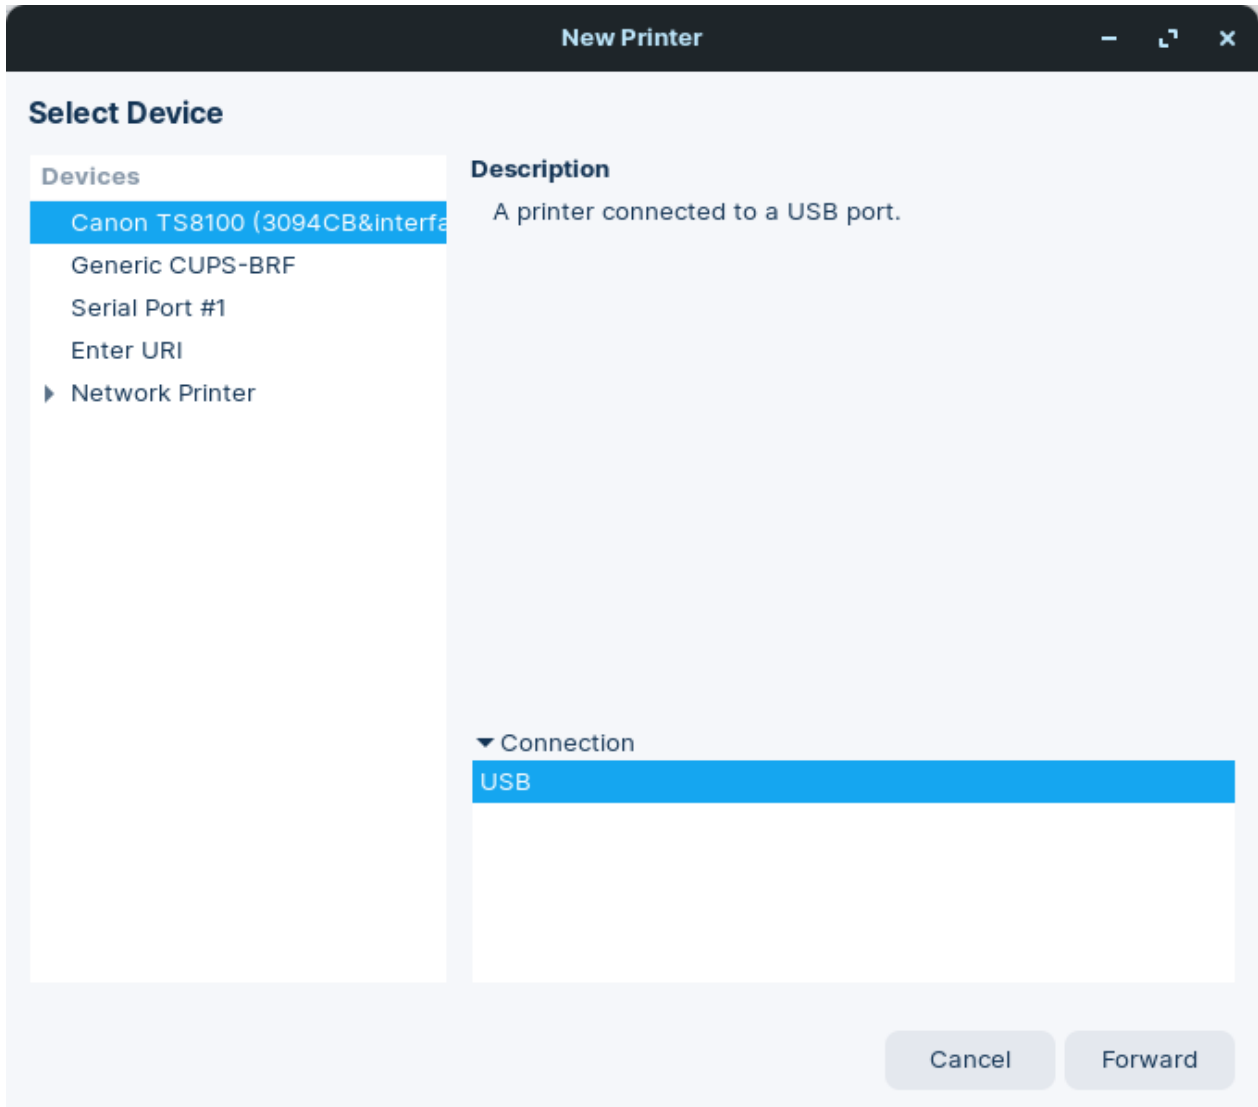 New Printer
Select Device
Devices
Canon TS8100 (3094CB&interfa
Generic CUPS-BRF
Serial Port #1
Enter URI
Network Printer
Description
A printer connected to a USB port.
Connection
USB
Cancel
Forward